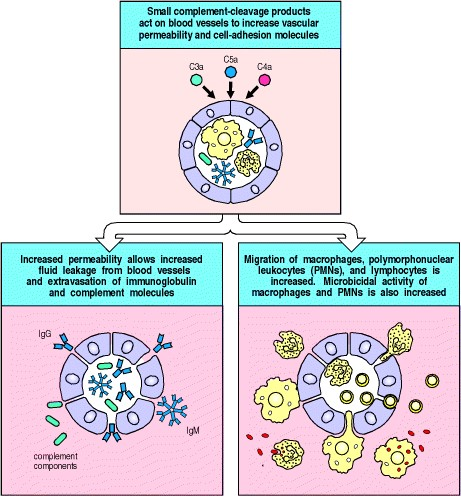 Small complement-cleavage products
act on blood vessels to increase vascular
permeability and cell-adhesion molecules
C3a
C5a
C4a
Increased permeability allows increased
fluid leakage from blood vessels
and extravasation of immunoglobulin
and complement molecules
IgG
IgM
complement
components
Migration of macrophages, polymorphonuclear
leukocytes (PMNs), and lymphocytes is
increased. Microbicidal activity of
macrophages and PMNs is also increased